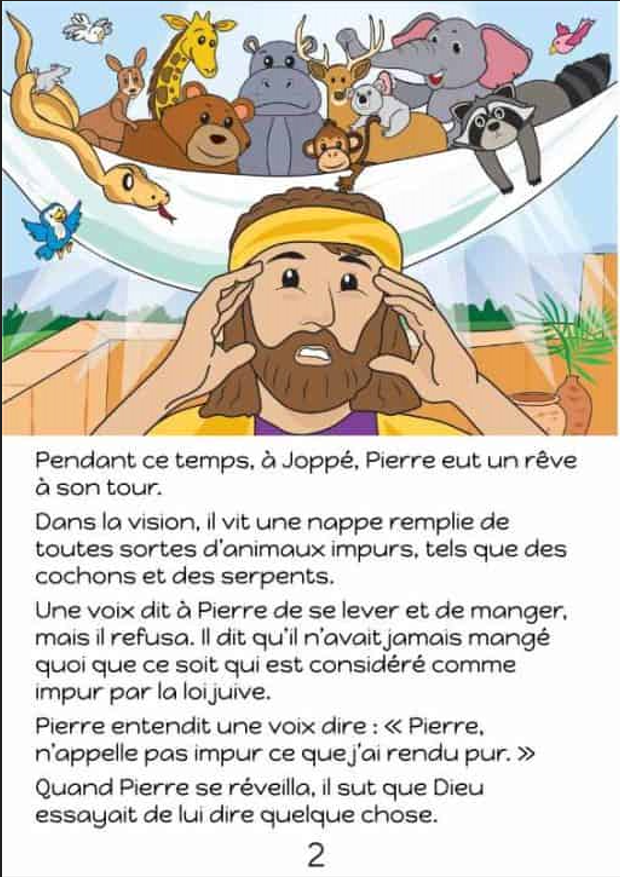 Pendant ce temps, à Joppé, Pierre eut un rêve
à son tour.
Dans la vision, il vit une nappe remplie de
toutes sortes d'animaux impurs, tels que des
cochons et des serpents.
Une voix dit à Pierre de se lever et de manger,
mais il refusa. Il dit qu'il n'avait jamais mangé
quoi que ce soit qui est considéré comme
impur par la loi juive.
Pierre entendit une voix dire : « Pierre,
n'appelle pas impur ce que j'ai rendu pur. »
Quand Pierre se réveilla, il sut que Dieu
essayait de lui dire quelque chose.
2